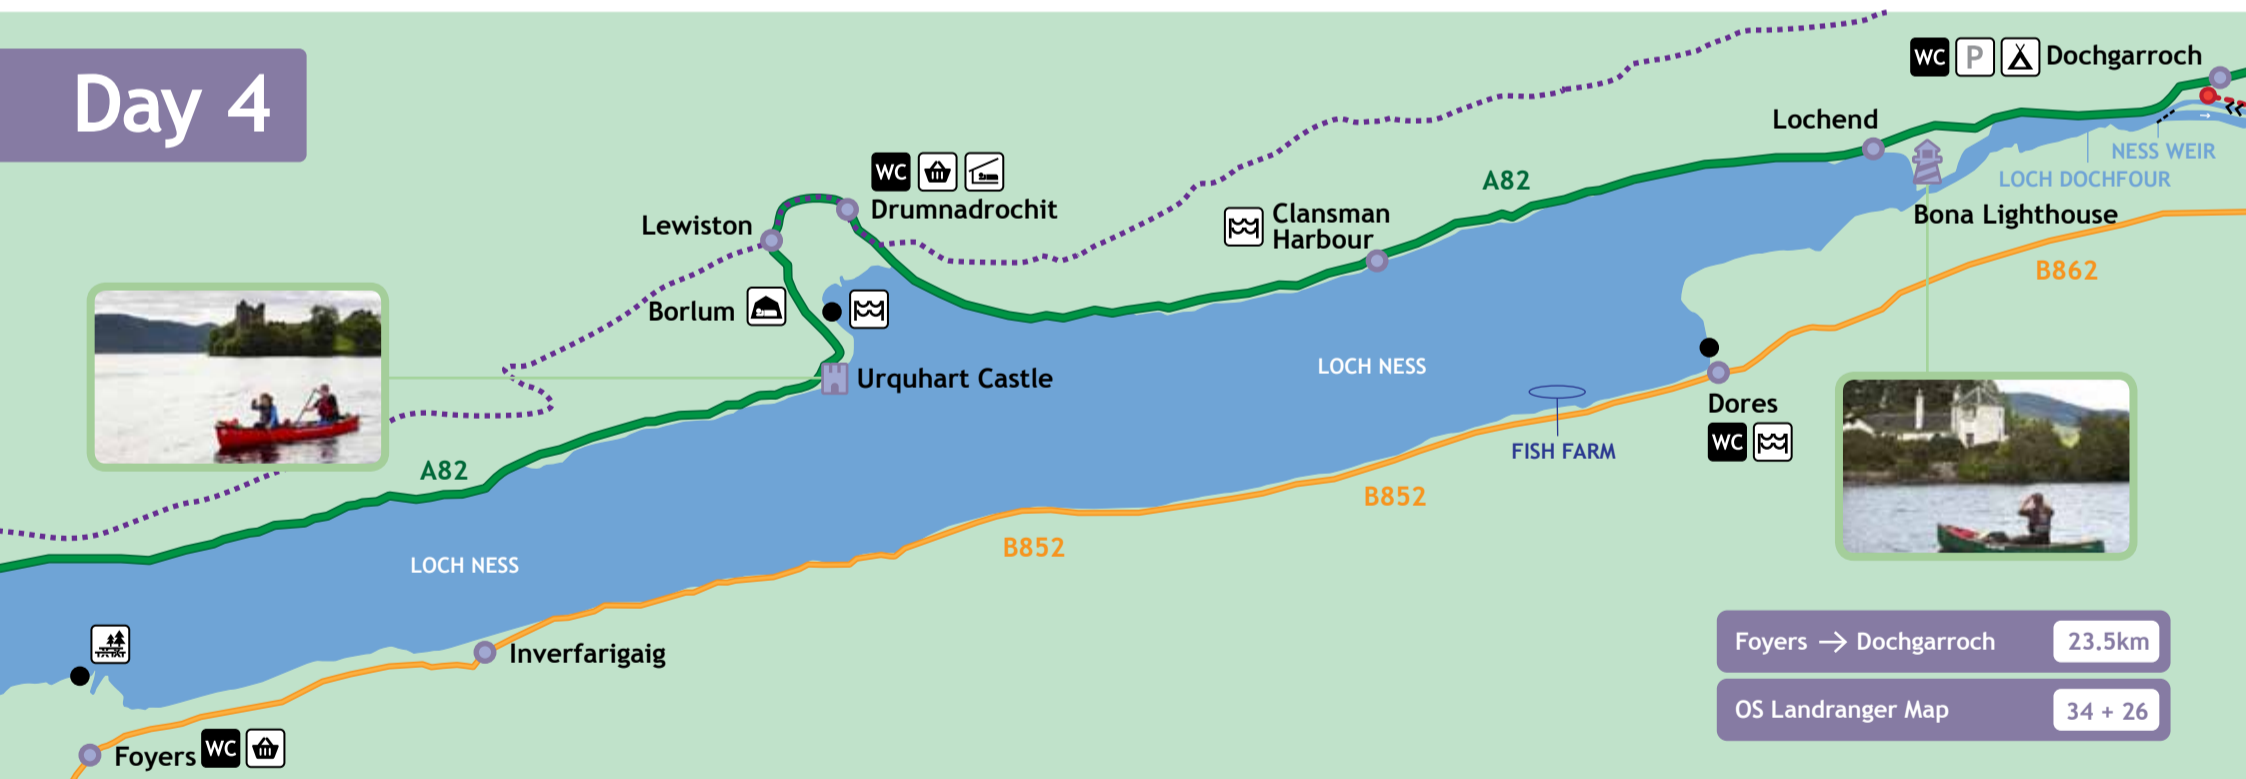 Day 4
WC
P
Dochgarroch
Lochend
NESS WEIR
LOCH DOCHFOUR
Bona Lighthouse
B862
A82
WC
Drumnadrochit
Lewiston
Clansman
Harbour
Borlum
Urquhart Castle
LOCH NESS
Dores
WC
FISH FARM
A82
B852
B852
LOCH NESS
Inverfarigaig
Foyers WC
Foyers → Dochgarroch 23.5km
OS Landranger Map 34 + 26